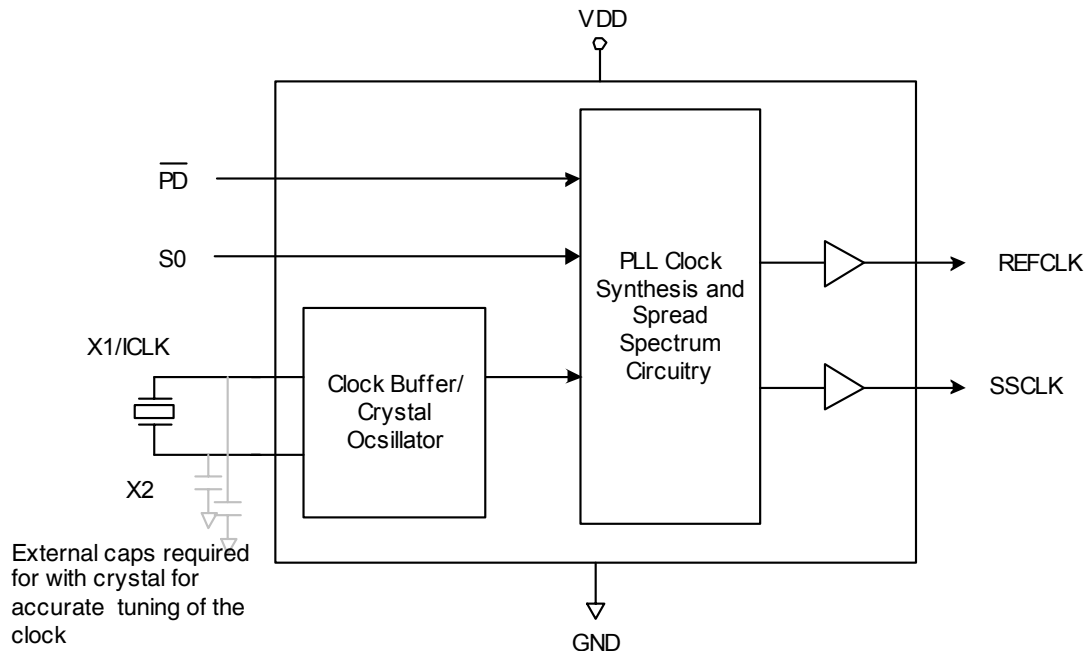 VDD
PD
S0
PLL Clock
Synthesis and
Spread
Spectrum
Circuitry
REFCLK
SSCLK
X1/ICLK
Clock Buffer/
Crystal
Ocsillator
X2
External caps required
for with crystal for
accurate tuning of the
clock
GND